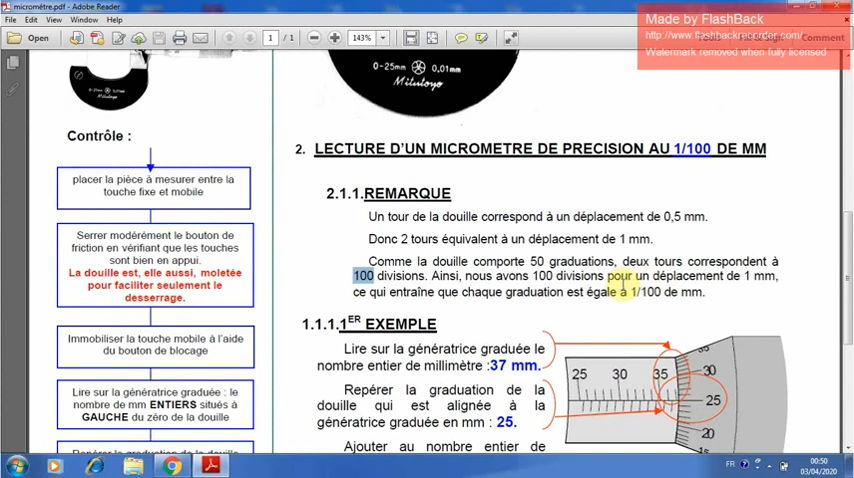 micrométre.pdf - Adobe Reader
File Edit View Window Help
Open
1 / 1
143%
Comment
Made by FlashBack
http://www.flashbackrecorder.com/
Watermark removed when fully licensed
0-25mm 0,01mm
Mitutoyo
0-25mm 0,01mm
Mitutoyo
Contrôle :
placer la pièce à mesurer entre la
touche fixe et mobile
Serrer modérément le bouton de
friction en vérifiant que les touches
sont bien en appui.
La douille est, elle aussi, moletée
pour faciliter seulement le
desserrage.
Immobiliser la touche mobile à l'aide
du bouton de blocage
Lire sur la génératrice graduée : le
nombre de mm ENTIERS situés à
GAUCHE du zéro de la douille
Repérer la graduation de la
2. LECTURE D'UN MICROMETRE DE PRECISION AU 1/100 DE MM
2.1.1.REMARQUE
Un tour de la douille correspond à un déplacement de 0,5 mm.
Donc 2 tours équivalent à un déplacement de 1 mm.
Comme la douille comporte 50 graduations, deux tours correspondent à
100 divisions. Ainsi, nous avons 100 divisions pour un déplacement de 1 mm,
ce qui entraîne que chaque graduation est égale à 1/100 de mm.
1.1.1.1ER EXEMPLE
Lire sur la génératrice graduée le
nombre entier de millimètre :37 mm.
Repérer la graduation de la
douille qui est alignée à la
génératrice graduée en mm : 25.
Ajouter au nombre entier de
25 30 35
35
30
25
20
FR
00:50
03/04/2020